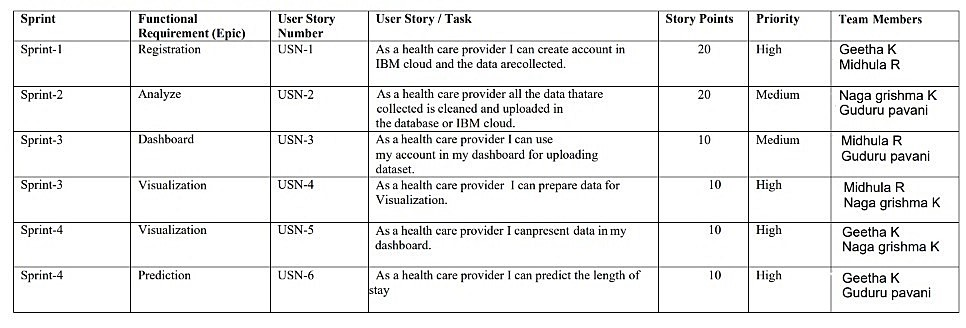 Sprint Functional User Story User Story / Task Story Points Priority Team Members
Requirement (Epic) Number
Sprint-1 Registration USN-1 As a health care provider I can create account in 20 High Geetha K
IBM cloud and the data arecollected. Midhula R
Sprint-2 Analyze USN-2 As a health care provider all the data thatare 20 Medium Naga grishma K
collected is cleaned and uploaded in Guduru pavani
the database or IBM cloud.
Sprint-3 Dashboard USN-3 As a health care provider I can use 10 Medium Midhula R
my account in my dashboard for uploading Guduru pavani
dataset.
Sprint-3 Visualization USN-4 As a health care provider I can prepare data for 10 High Midhula R
Visualization. Naga grishma K
Sprint-4 Visualization USN-5 As a health care provider I canpresent data in my 10 High Geetha K
dashboard. Naga grishma K
Sprint-4 Prediction USN-6 As a health care provider I can predict the length of 10 High Geetha K
stay Guduru pavani